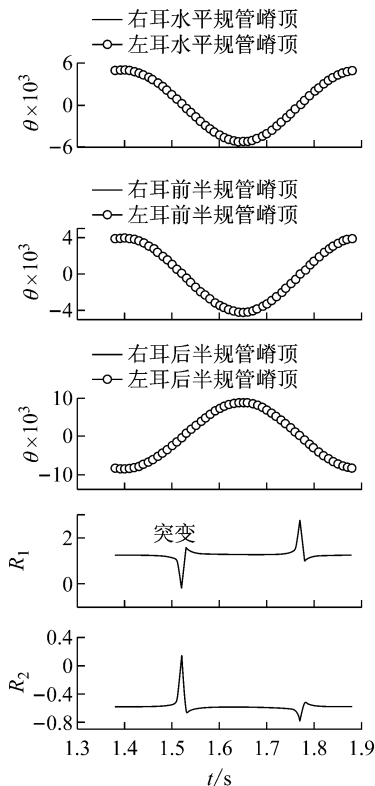 右耳水平规管嵴顶
左耳水平规管嵴顶
6
0
−6
θ×10³
右耳前半规管嵴顶
左耳前半规管嵴顶
4
0
−4
θ×10³
右耳后半规管嵴顶
左耳后半规管嵴顶
10
0
−10
θ×10³
突变
2
0
R₁
0.4
0
−0.4
−0.8
R₂
1.3 1.4 1.5 1.6 1.7 1.8 1.9
t/s